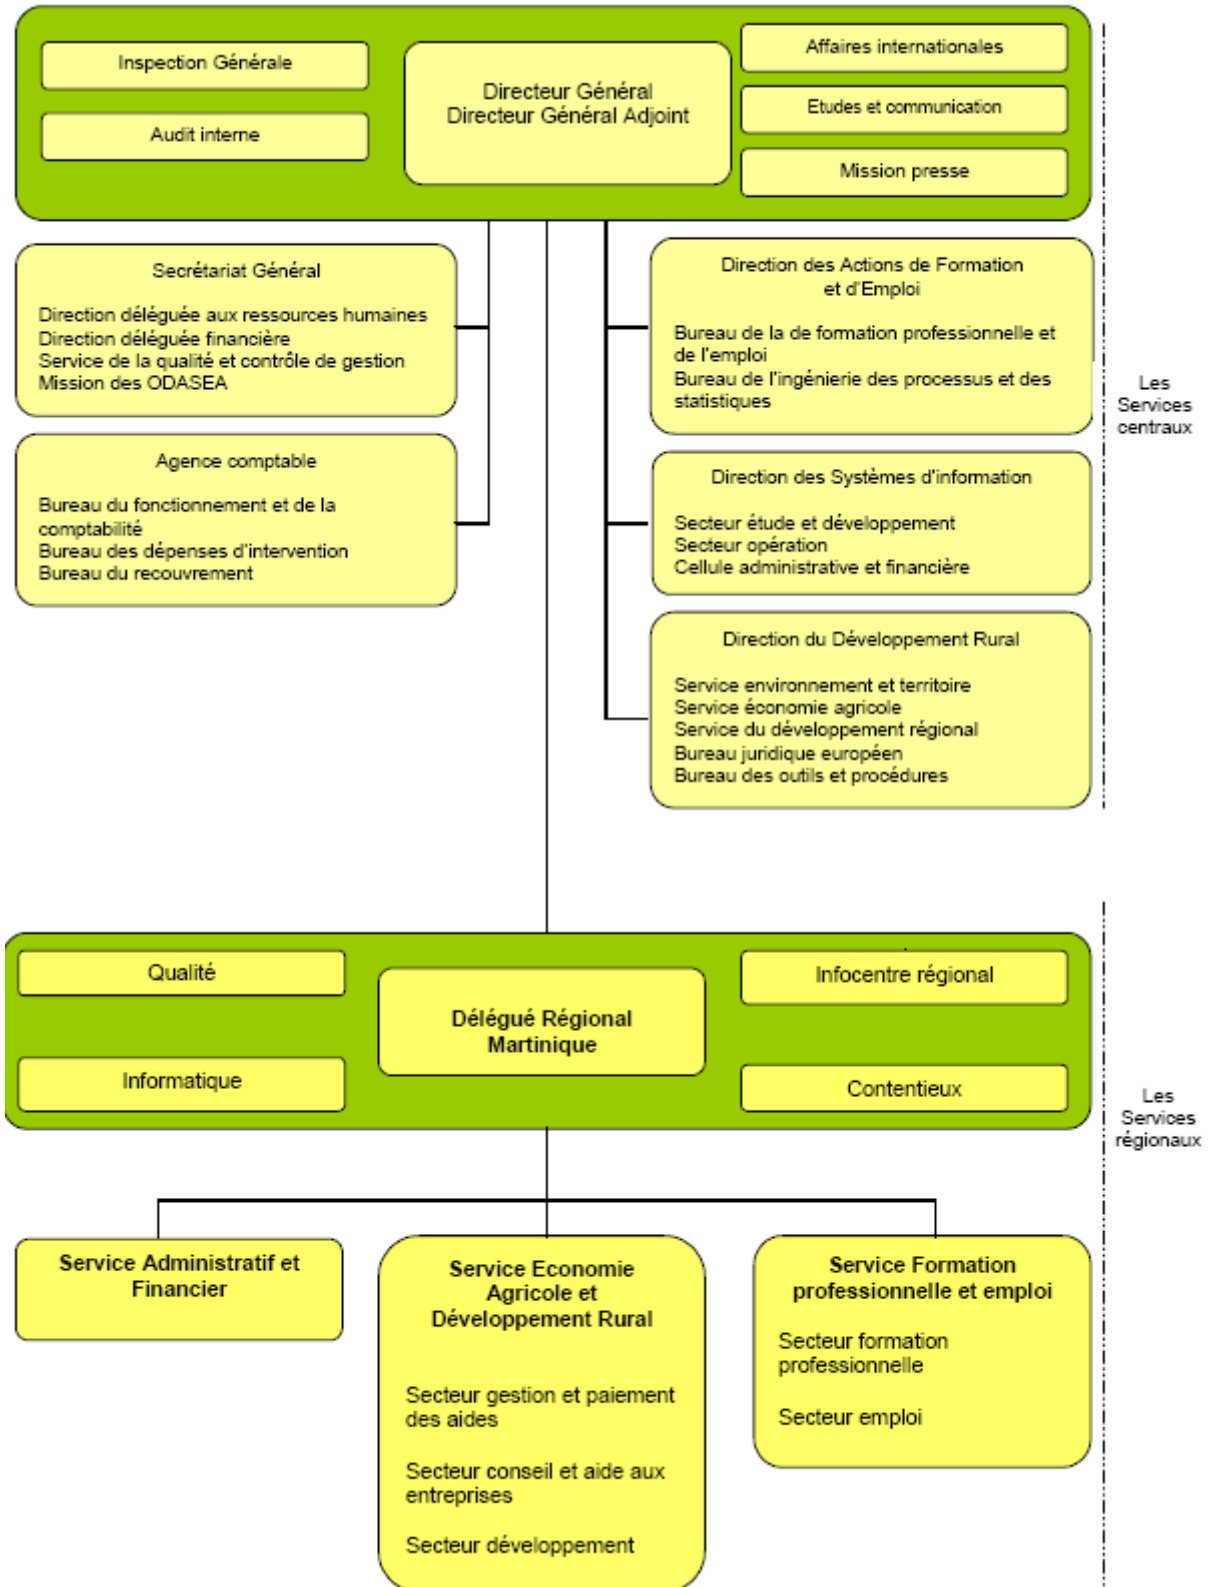 Inspection Générale
Audit interne
Directeur Général
Directeur Général Adjoint
Affaires internationales
Etudes et communication
Mission presse
Secrétariat Général
Direction déléguée aux ressources humaines
Direction déléguée financière
Service de la qualité et contrôle de gestion
Mission des ODASEA
Agence comptable
Bureau du fonctionnement et de la
comptabilité
Bureau des dépenses d'intervention
Bureau du recouvrement
Direction des Actions de Formation
et d'Emploi
Bureau de la de formation professionnelle et
de l'emploi
Bureau de l'ingénierie des processus et des
statistiques
Direction des Systèmes d'information
Secteur étude et développement
Secteur opération
Cellule administrative et financière
Direction du Développement Rural
Service environnement et territoire
Service économie agricole
Service du développement régional
Bureau juridique européen
Bureau des outils et procédures
Les
Services
centraux
Qualité
Informatique
Délégué Régional
Martinique
Infocentre régional
Contentieux
Les
Services
régionaux
Service Administratif et
Financier
Service Economie
Agricole et
Développement Rural
Secteur gestion et paiement
des aides
Secteur conseil et aide aux
entreprises
Secteur développement
Service Formation
professionnelle et emploi
Secteur formation
professionnelle
Secteur emploi